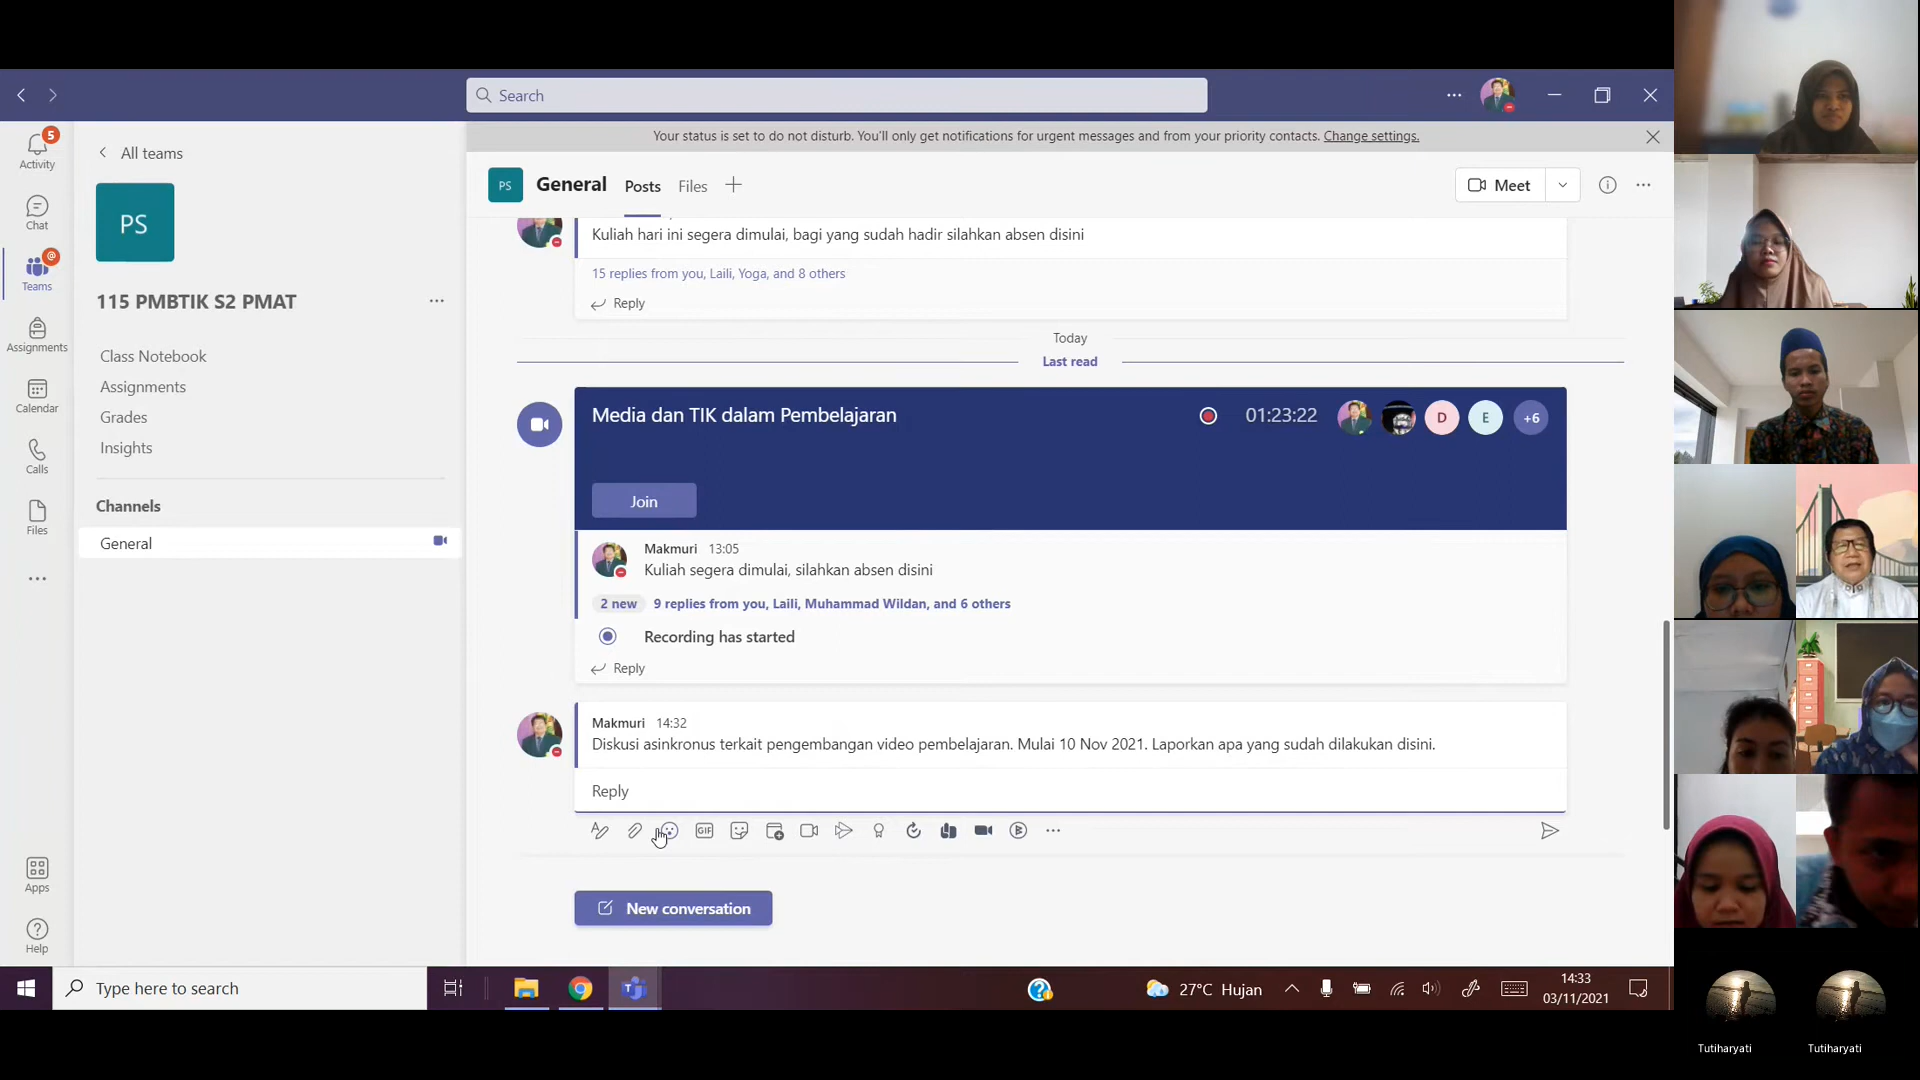 Search
Your status is set to do not disturb. You'll only get notifications for urgent messages and from your priority contacts. Change settings.
5
Activity
Chat
@
Teams
Assignments
Calendar
Calls
Files
Apps
Help
All teams
PS
115 PMBTIK S2 PMAT
Class Notebook
Assignments
Grades
Insights
Channels
General
PS
General
Posts
Files
Meet
Kuliah hari ini segera dimulai, bagi yang sudah hadir silahkan absen disini
15 replies from you, Laili, Yoga, and 8 others
Reply
Today
Last read
Media dan TIK dalam Pembelajaran
01:23:22
D
E
+6
Join
Makmuri 13:05
Kuliah segera dimulai, silahkan absen disini
2 new 9 replies from you, Laili, Muhammad Wildan, and 6 others
Recording has started
Reply
Makmuri 14:32
Diskusi asinkronus terkait pengembangan video pembelajaran. Mulai 10 Nov 2021. Laporkan apa yang sudah dilakukan disini.
Reply
GIF
New conversation
Type here to search
27°C Hujan
14:33
03/11/2021
Tutiharyati
Tutiharyati